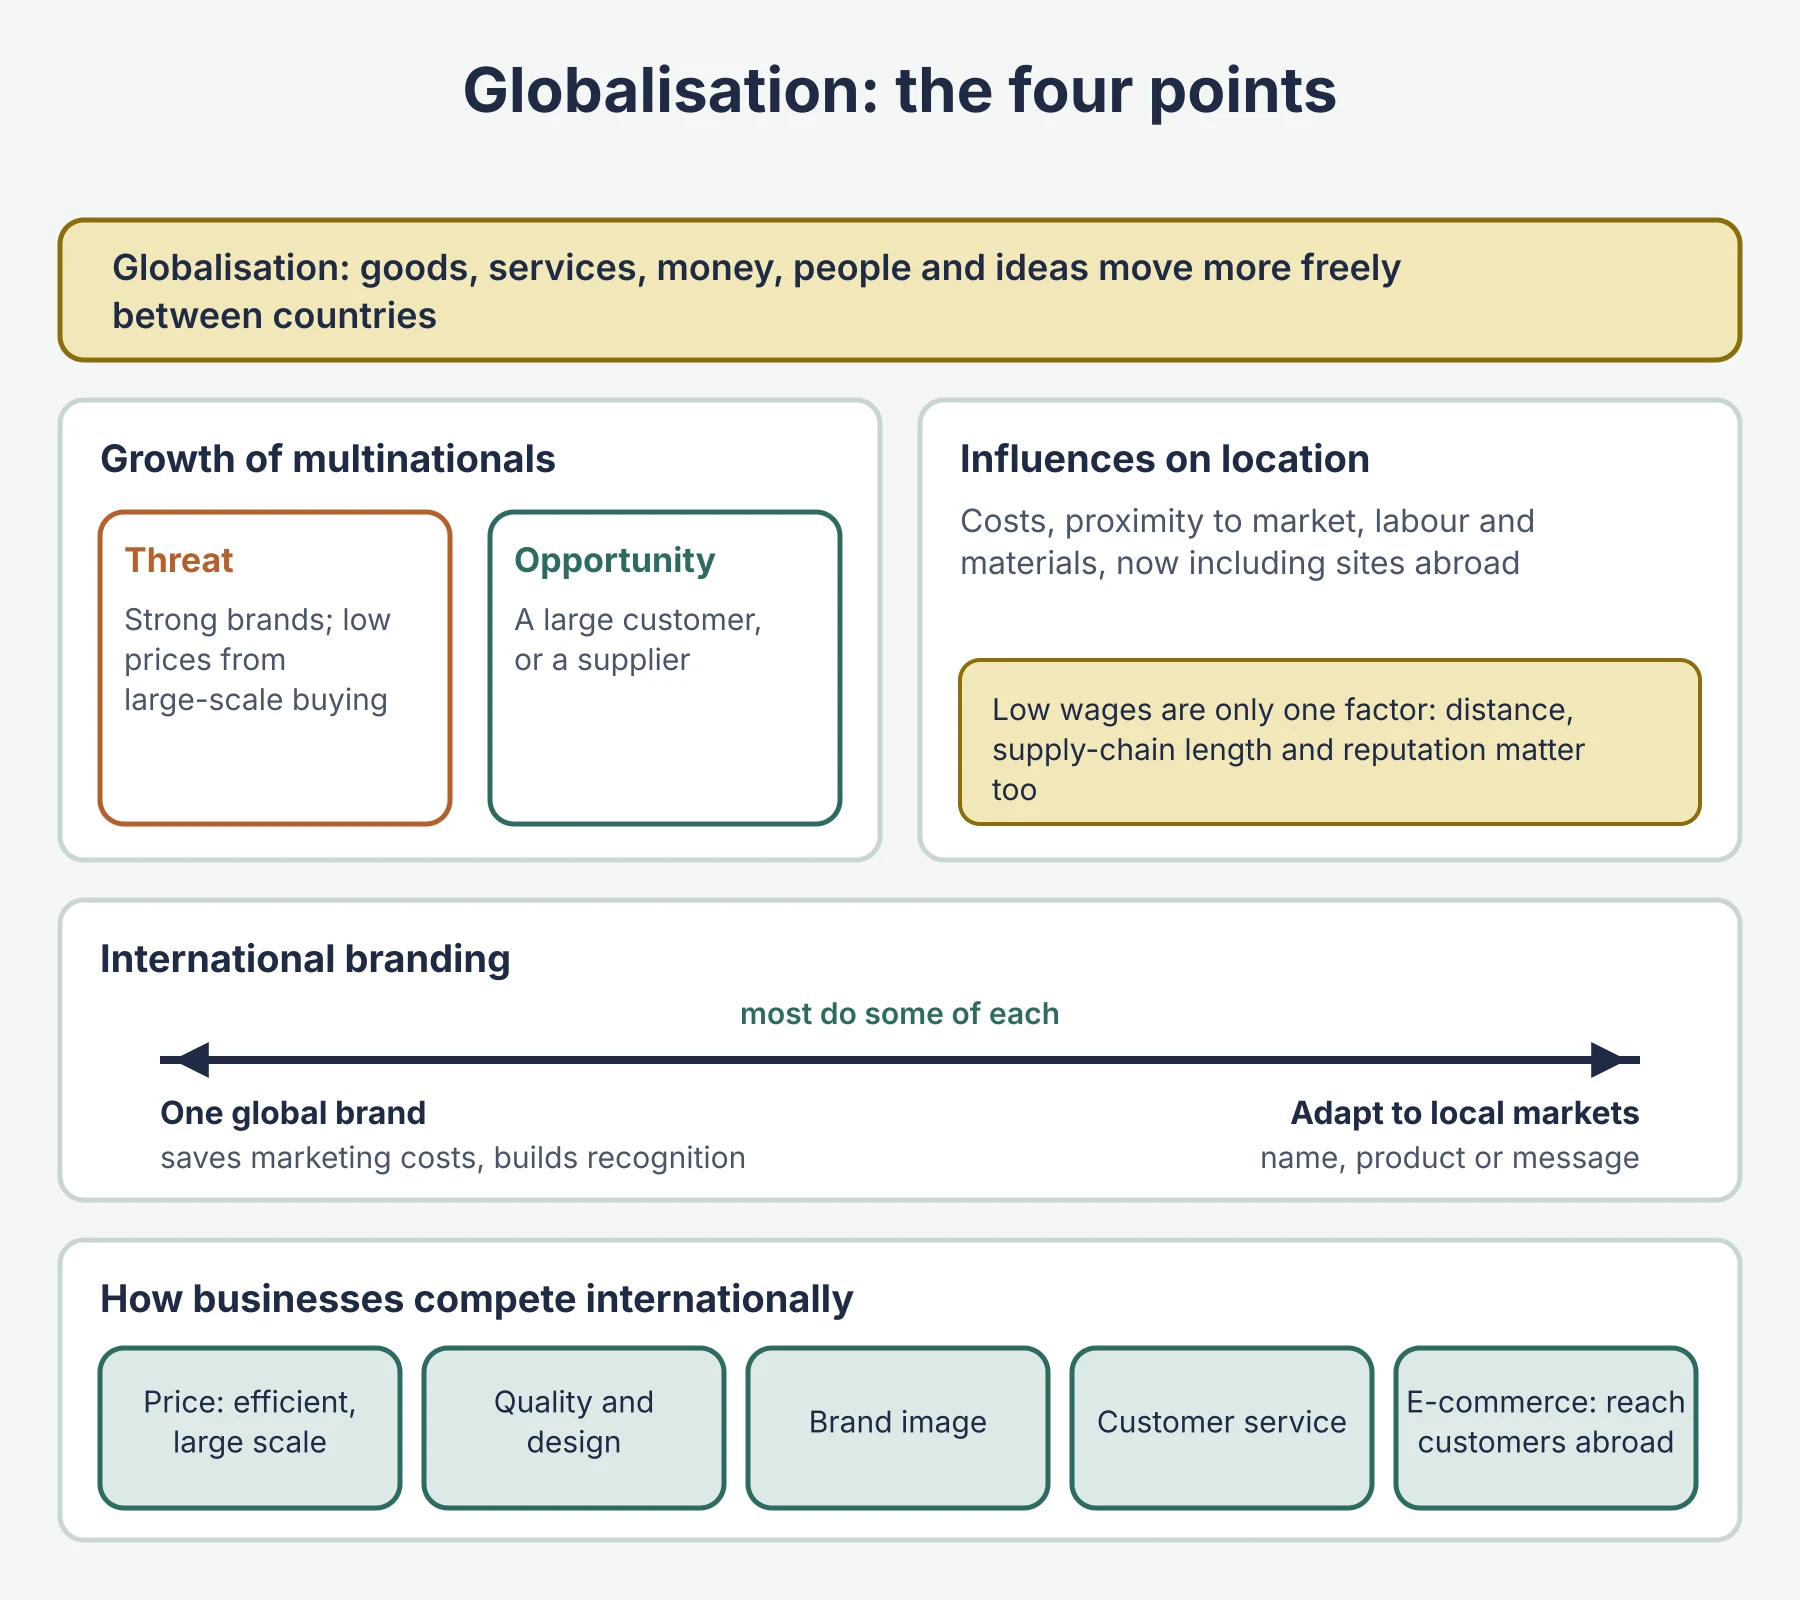 Globalisation: the four points
Globalisation: goods, services, money, people and ideas move more freely
between countries
Growth of multinationals
Threat
Strong brands; low
prices from
large-scale buying
Opportunity
A large customer,
or a supplier
Influences on location
Costs, proximity to market, labour and
materials, now including sites abroad
Low wages are only one factor: distance,
supply-chain length and reputation matter
too
International branding
most do some of each
One global brand
saves marketing costs, builds recognition
Adapt to local markets
name, product or message
How businesses compete internationally
Price: efficient,
large scale
Quality and
design
Brand image
Customer service
E-commerce: reach
customers abroad